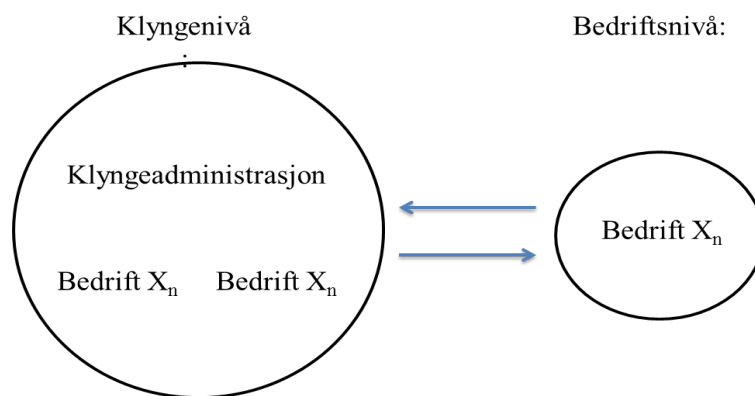 Klyngenivå
:
Bedriftsnivå:
Klyngeadministrasjon
Bedrift Xₙ Bedrift Xₙ
Bedrift Xₙ